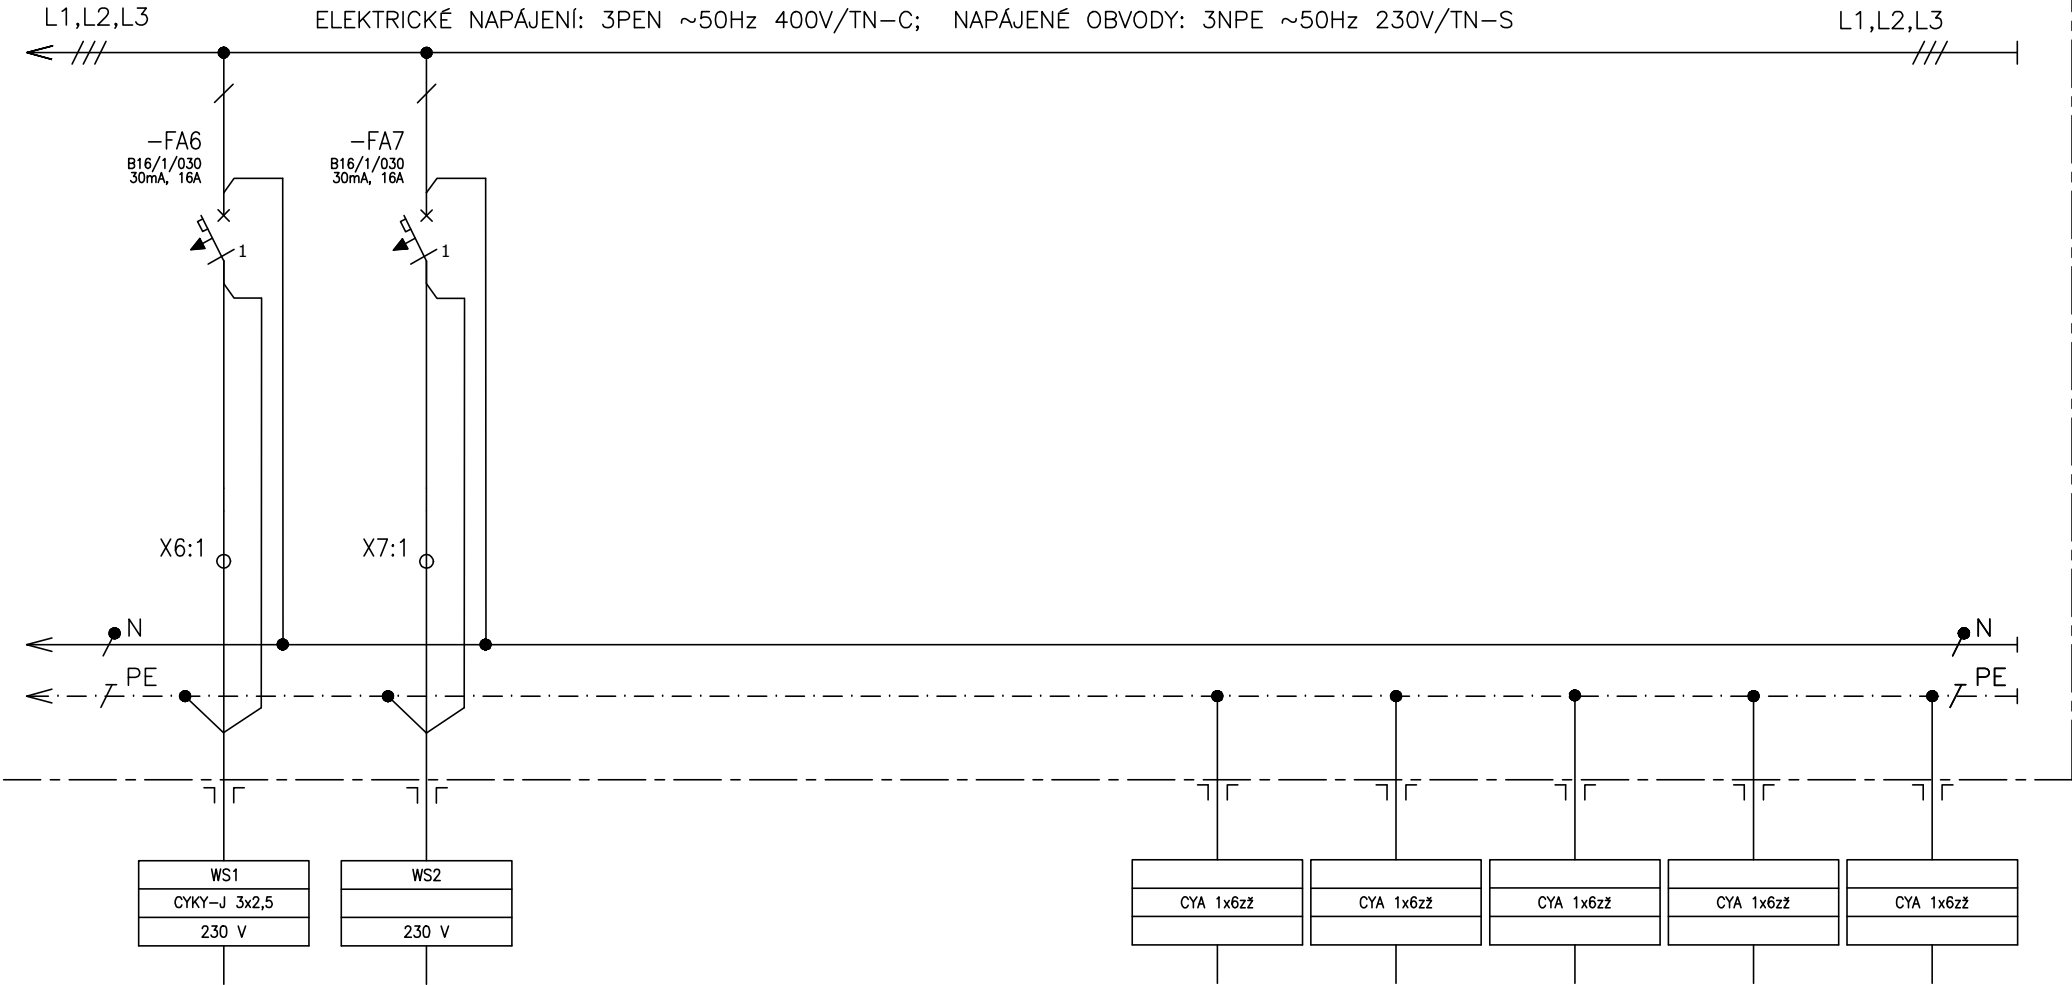 L1,L2,L3
ELEKTRICKÉ NAPÁJENÍ: 3PEN ~50Hz 400V/TN-C; NAPÁJENÉ OBVODY: 3NPE ~50Hz 230V/TN-S
L1,L2,L3
-FA6
B16/1/030
30mA, 16A
-FA7
B16/1/030
30mA, 16A
1
1
X6:1
X7:1
N
N
PE
PE
WS1
CYKY-J 3x2,5
230 V
WS2
230 V
CYA 1x6zž
CYA 1x6zž
CYA 1x6zž
CYA 1x6zž
CYA 1x6zž